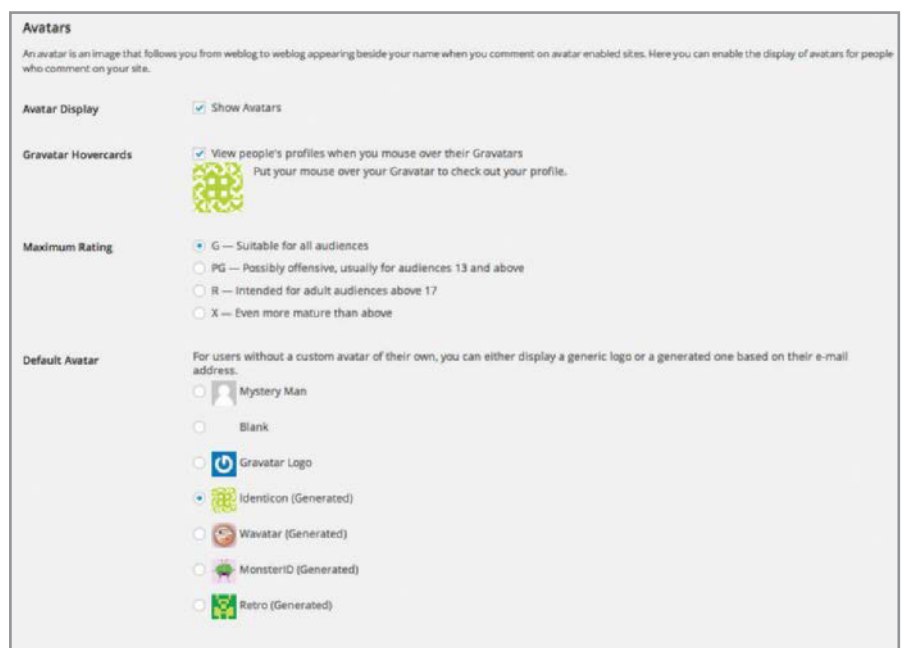 Avatars
An avatar is an image that follows you from weblog to weblog appearing beside your name when you comment on avatar enabled sites. Here you can enable the display of avatars for people
who comment on your site.
Avatar Display
Show Avatars
Gravatar Hovercards
View people's profiles when you mouse over their Gravatars
Put your mouse over your Gravatar to check out your profile.
Maximum Rating
G — Suitable for all audiences
PG — Possibly offensive, usually for audiences 13 and above
R — Intended for adult audiences above 17
X — Even more mature than above
Default Avatar
For users without a custom avatar of their own, you can either display a generic logo or a generated one based on their e-mail
address.
Mystery Man
Blank
Gravatar Logo
Identicon (Generated)
Wavatar (Generated)
MonsterID (Generated)
Retro (Generated)